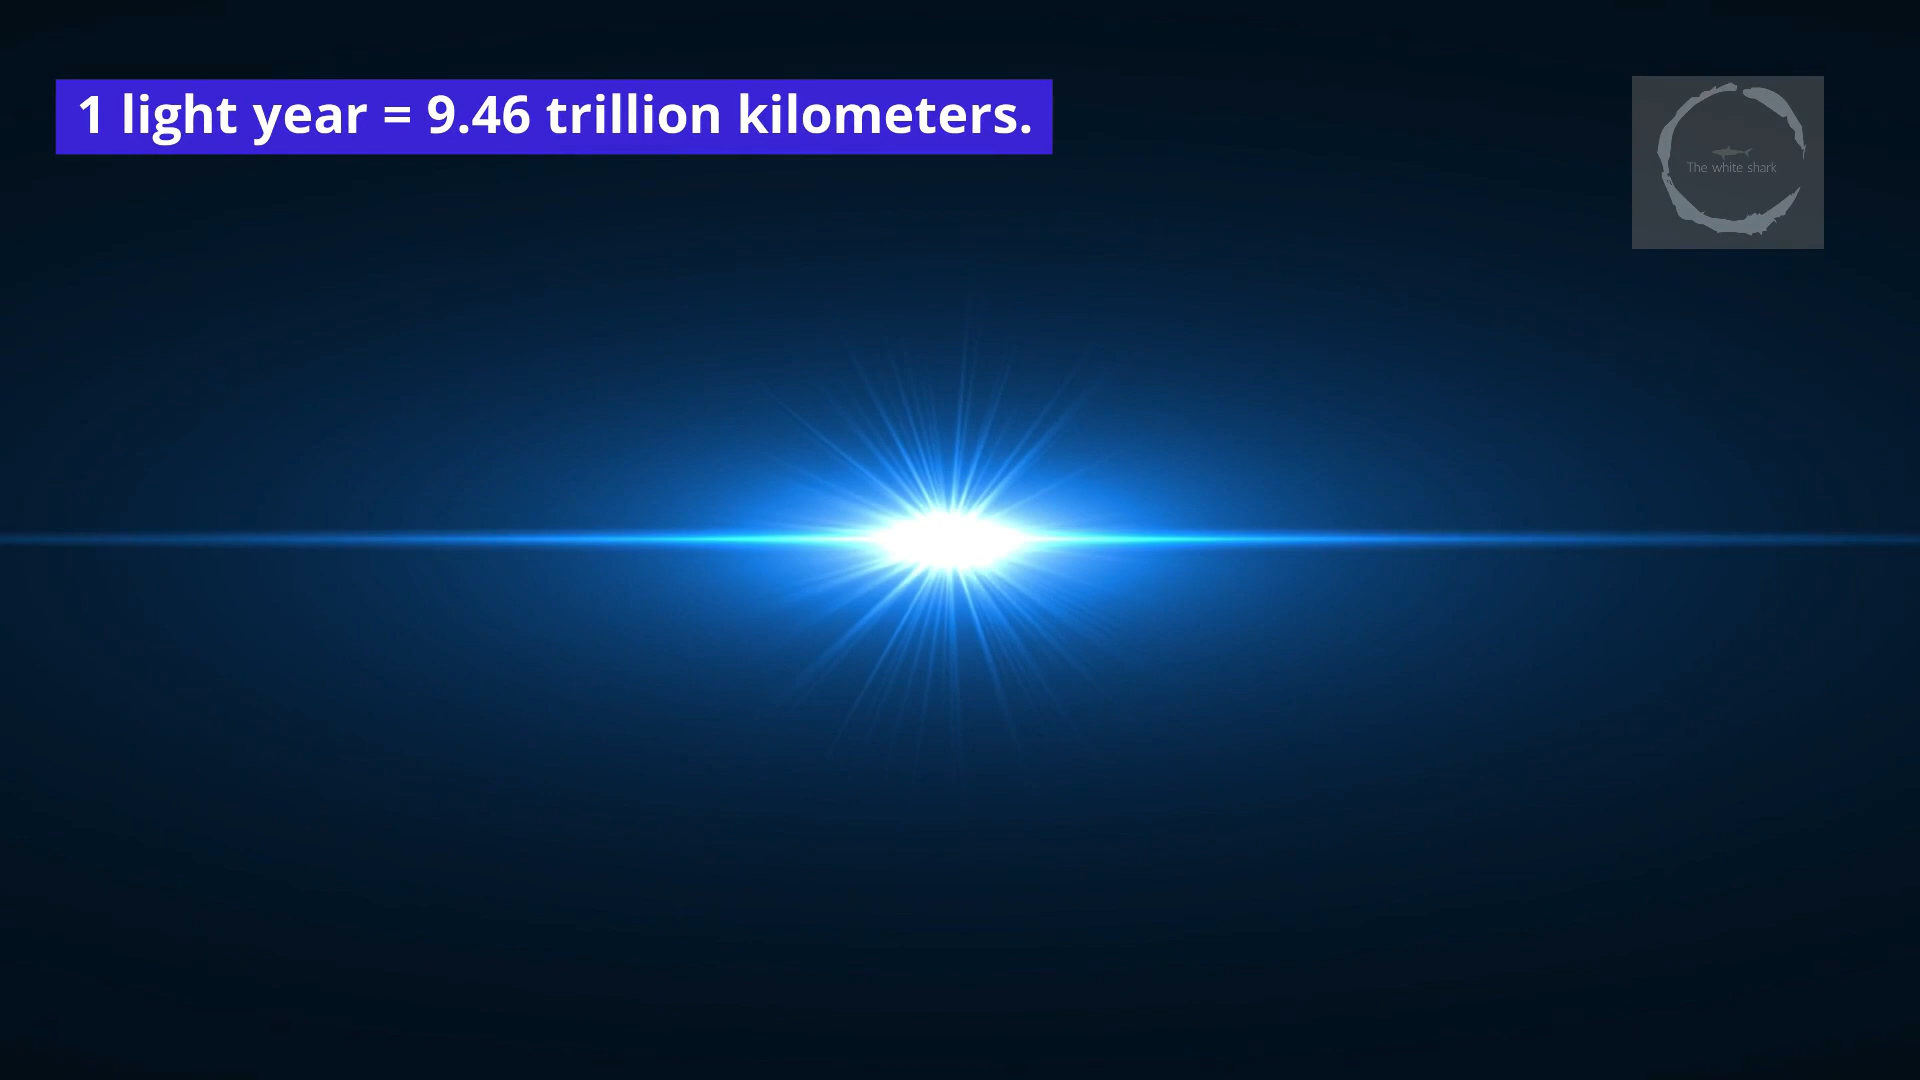 1 light year = 9.46 trillion kilometers.
The white shark